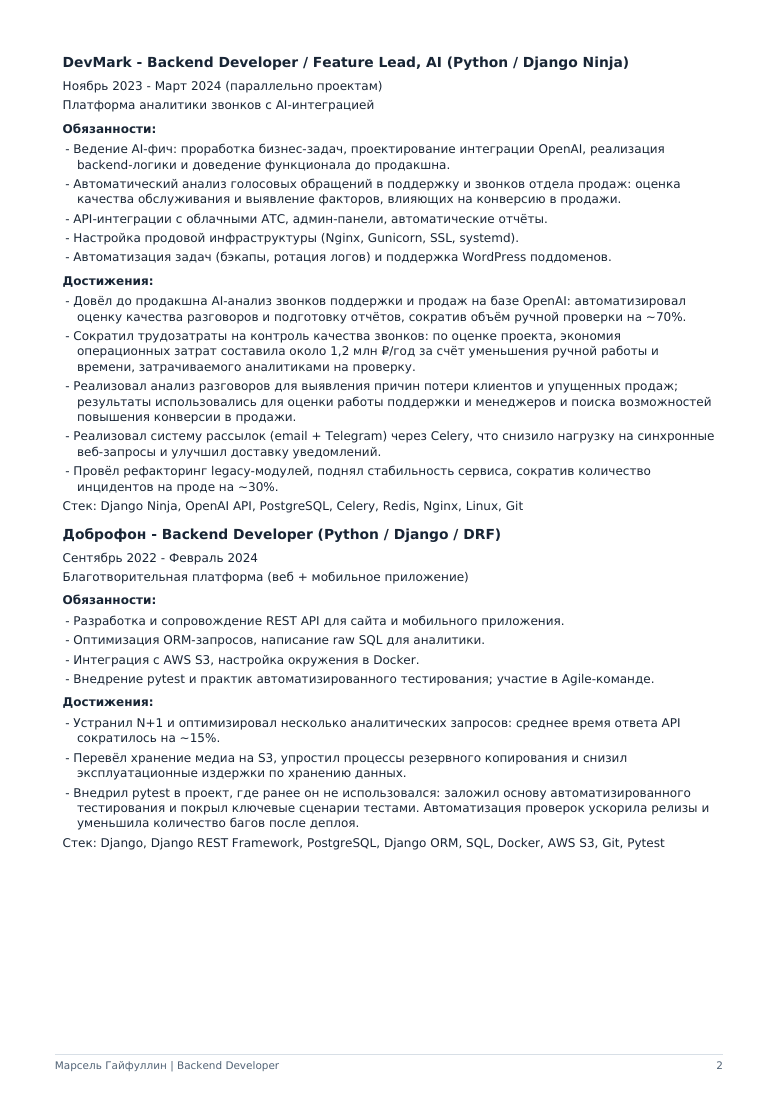 DevMark - Backend Developer / Feature Lead, AI (Python / Django Ninja)
Ноябрь 2023 - Март 2024 (параллельно проектам)
Платформа аналитики звонков с AI-интеграцией
Обязанности:
- Ведение AI-фич: проработка бизнес-задач, проектирование интеграции OpenAI, реализация
backend-логики и доведение функционала до продакшна.
- Автоматический анализ голосовых обращений в поддержку и звонков отдела продаж: оценка
качества обслуживания и выявление факторов, влияющих на конверсию в продажи.
- API-интеграции с облачными АТС, админ-панели, автоматические отчёты.
- Настройка продовой инфраструктуры (Nginx, Gunicorn, SSL, systemd).
- Автоматизация задач (бэкапы, ротация логов) и поддержка WordPress поддоменов.
Достижения:
- Довёл до продакшна AI-анализ звонков поддержки и продаж на базе OpenAI: автоматизировал
оценку качества разговоров и подготовку отчётов, сократив объём ручной проверки на ~70%.
- Сократил трудозатраты на контроль качества звонков: по оценке проекта, экономия
операционных затрат составила около 1,2 млн ₽/год за счёт уменьшения ручной работы и
времени, затрачиваемого аналитиками на проверку.
- Реализовал анализ разговоров для выявления причин потери клиентов и упущенных продаж;
результаты использовались для оценки работы поддержки и менеджеров и поиска возможностей
повышения конверсии в продажи.
- Реализовал систему рассылок (email + Telegram) через Celery, что снизило нагрузку на синхронные
веб-запросы и улучшил доставку уведомлений.
- Провёл рефакторинг legacy-модулей, поднял стабильность сервиса, сократив количество
инцидентов на проде на ~30%.
Стек: Django Ninja, OpenAI API, PostgreSQL, Celery, Redis, Nginx, Linux, Git
Доброфон - Backend Developer (Python / Django / DRF)
Сентябрь 2022 - Февраль 2024
Благотворительная платформа (веб + мобильное приложение)
Обязанности:
- Разработка и сопровождение REST API для сайта и мобильного приложения.
- Оптимизация ORM-запросов, написание raw SQL для аналитики.
- Интеграция с AWS S3, настройка окружения в Docker.
- Внедрение pytest и практик автоматизированного тестирования; участие в Agile-команде.
Достижения:
- Устранил N+1 и оптимизировал несколько аналитических запросов: среднее время ответа API
сократилось на ~15%.
- Перевёл хранение медиа на S3, упростил процессы резервного копирования и снизил
эксплуатационные издержки по хранению данных.
- Внедрил pytest в проект, где ранее он не использовался: заложил основу автоматизированного
тестирования и покрыл ключевые сценарии тестами. Автоматизация проверок ускорила релизы и
уменьшила количество багов после деплоя.
Стек: Django, Django REST Framework, PostgreSQL, Django ORM, SQL, Docker, AWS S3, Git, Pytest
Марсель Гайфуллин | Backend Developer
2